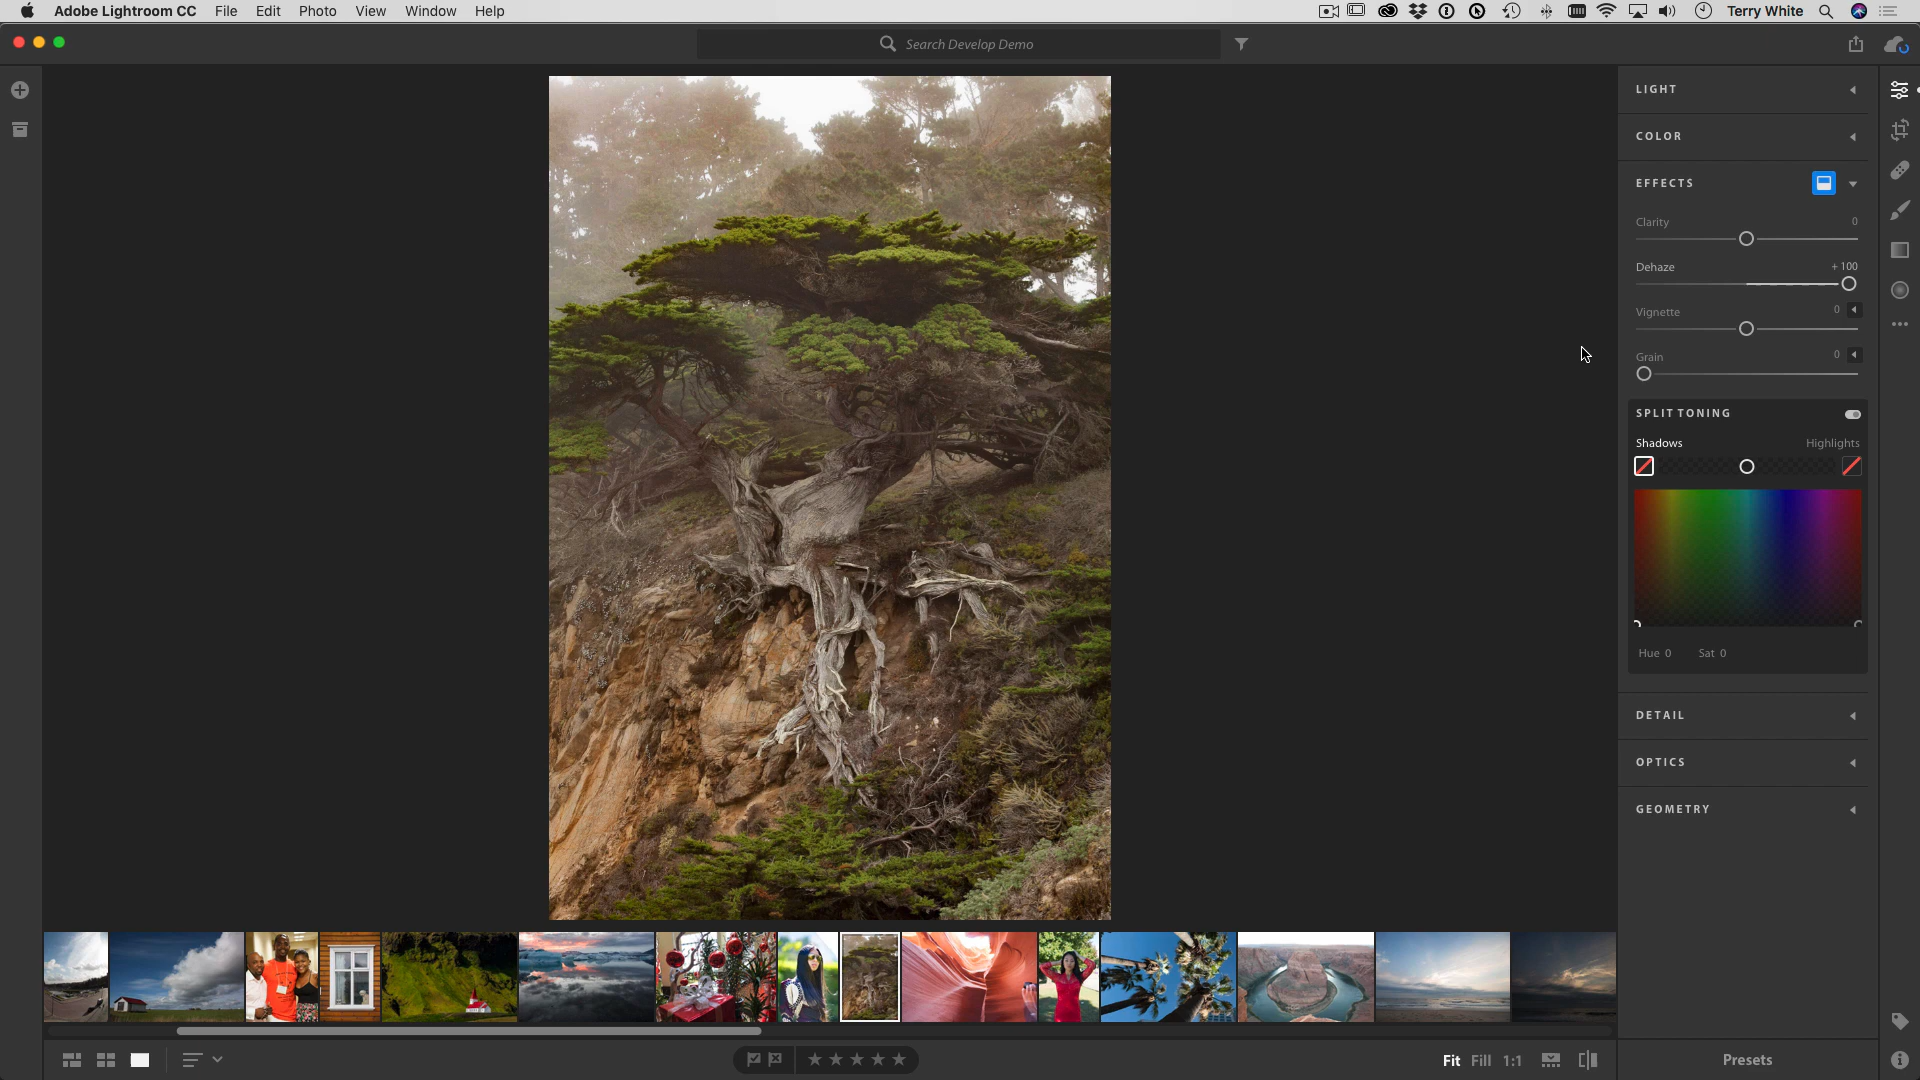 Adobe Lightroom CC File Edit Photo View Window Help Terry White
Search Develop Demo
LIGHT
COLOR
EFFECTS
Clarity 0
Dehaze + 100
Vignette 0
Grain 0
SPLIT TONING
Shadows Highlights
Hue 0 Sat 0
DETAIL
OPTICS
GEOMETRY
Fit Fill 1:1 Presets